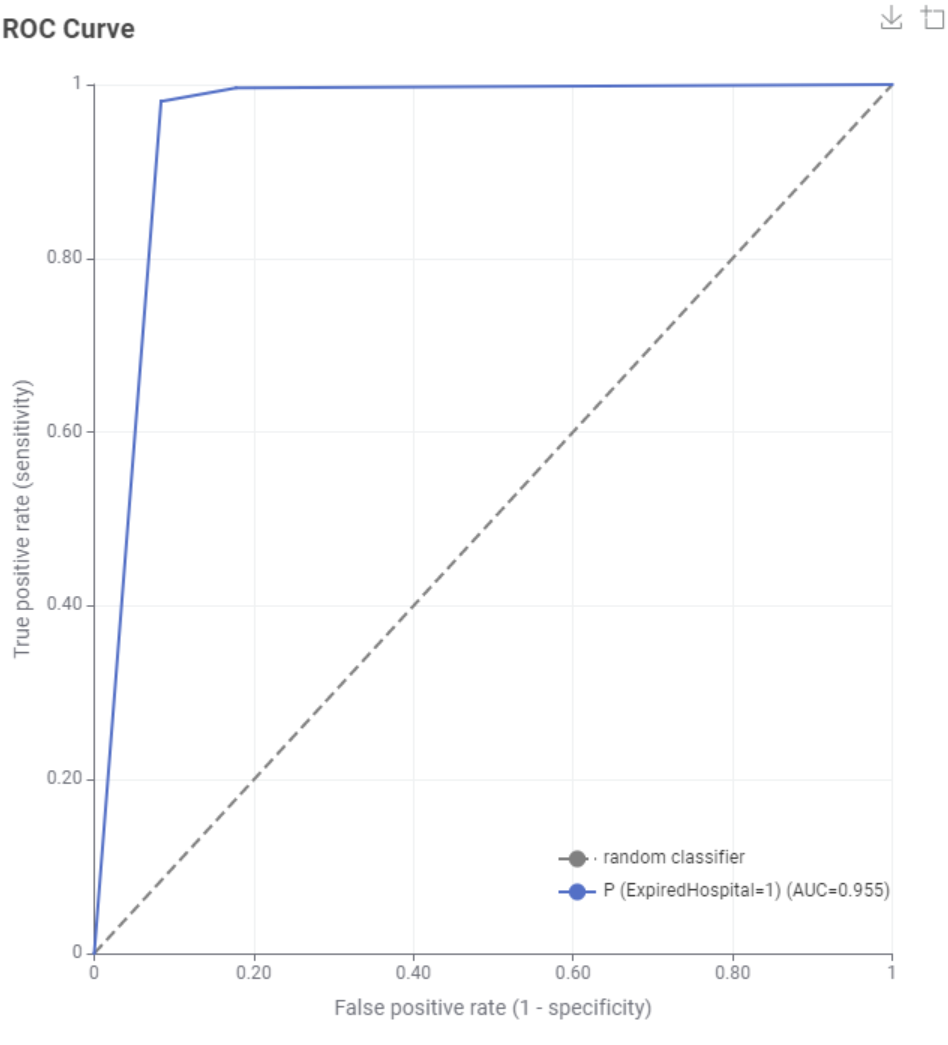 ROC Curve
1
0.80
0.60
0.40
0.20
0
True positive rate (sensitivity)
random classifier
P (ExpiredHospital=1) (AUC=0.955)
0
0.20
0.40
0.60
0.80
1
False positive rate (1 - specificity)